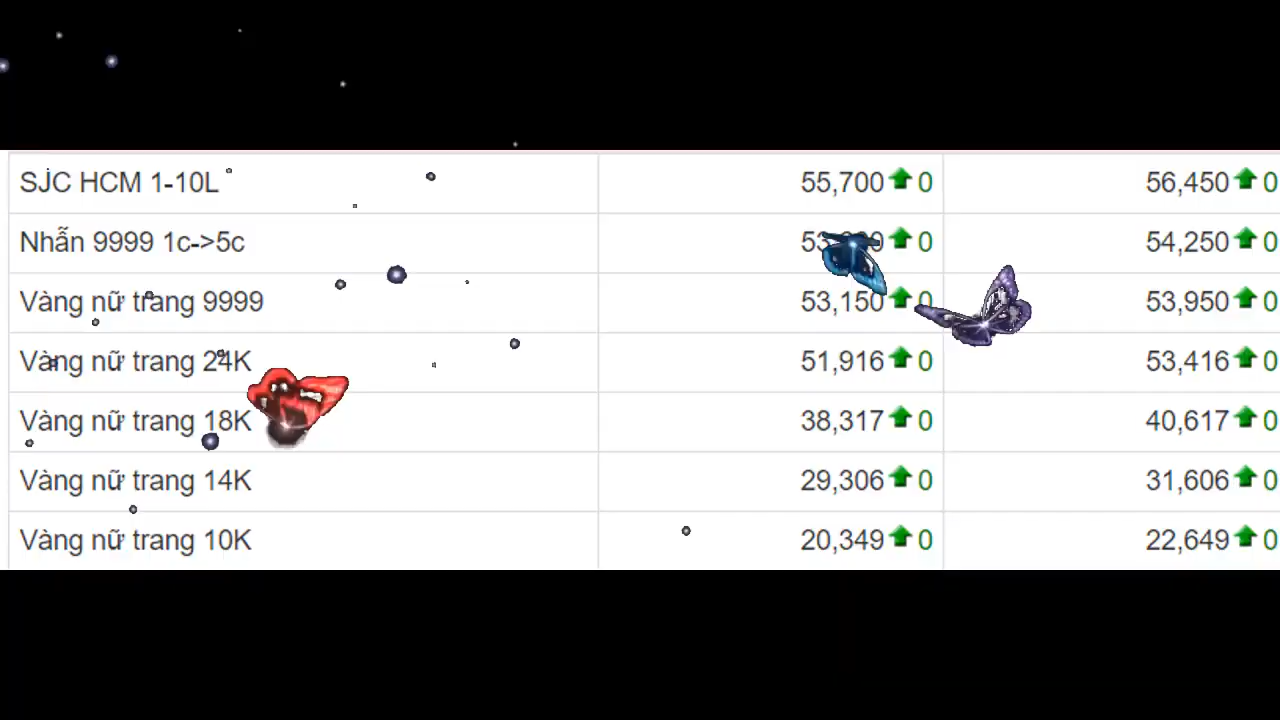 SJC HCM 1-10L 55,700 0 56,450 0
Nhẫn 9999 1c->5c 0 54,250 0
Vàng nữ trang 9999 53,150 0 53,950 0
Vàng nữ trang 24K 51,916 0 53,416 0
Vàng nữ trang 18K 38,317 0 40,617 0
Vàng nữ trang 14K 29,306 0 31,606 0
Vàng nữ trang 10K 20,349 0 22,649 0